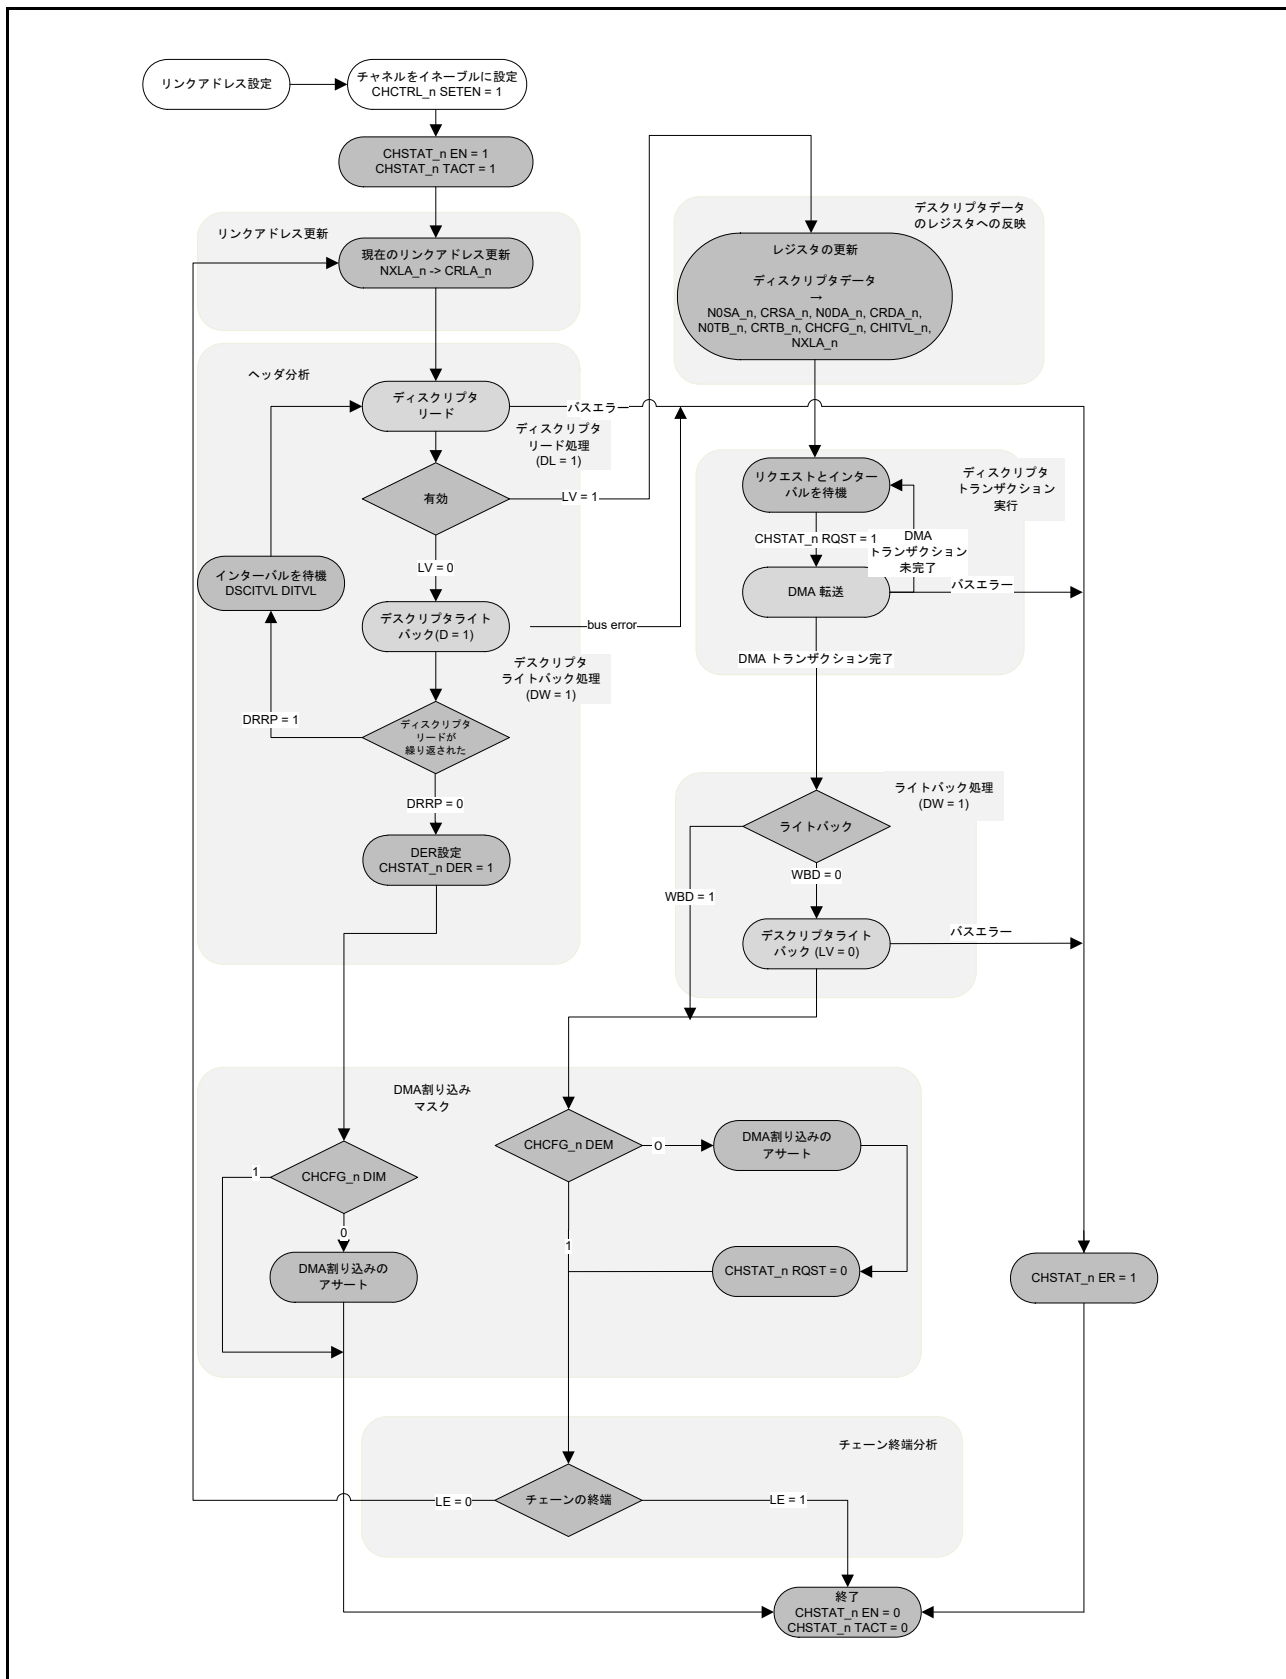 リンクアドレス設定
チャネルをイネーブルに設定
CHCTRL_n SETEN = 1
CHSTAT_n EN = 1
CHSTAT_n TACT = 1
リンクアドレス更新
現在のリンクアドレス更新
NXLA_n -> CRLA_n
デスクリプタデータ
のレジスタへの反映
レジスタの更新
ディスクリプタデータ
→
N0SA_n, CRSA_n, N0DA_n, CRDA_n,
N0TB_n, CRTB_n, CHCFG_n, CHITVL_n,
NXLA_n
ヘッダ分析
ディスクリプタ
リード
バスエラー
ディスクリプタ
リード処理
(DL = 1)
有効
LV = 1
LV = 0
インターバルを待機
DSCITVL DITVL
デスクリプタライト
バック(D = 1)
bus error
デスクリプタ
ライトバック処理
(DW = 1)
DRRP = 1
ディスクリプタ
リードが
繰り返された
DRRP = 0
DER設定
CHSTAT_n DER = 1
リクエストとインター
バルを待機
ディスクリプタ
トランザクション
実行
CHSTAT_n RQST = 1
DMA
トランザクション
未完了
DMA 転送
バスエラー
DMA トランザクション完了
ライトバック処理
(DW = 1)
ライトバック
WBD = 0
WBD = 1
デスクリプタライト
バック (LV = 0)
バスエラー
DMA割り込み
マスク
CHCFG_n DEM
0
DMA割り込みの
アサート
1
CHSTAT_n RQST = 0
CHCFG_n DIM
1
0
DMA割り込みの
アサート
CHSTAT_n ER = 1
チェーン終端分析
LE = 0
チェーンの終端
LE = 1
終了
CHSTAT_n EN = 0
CHSTAT_n TACT = 0